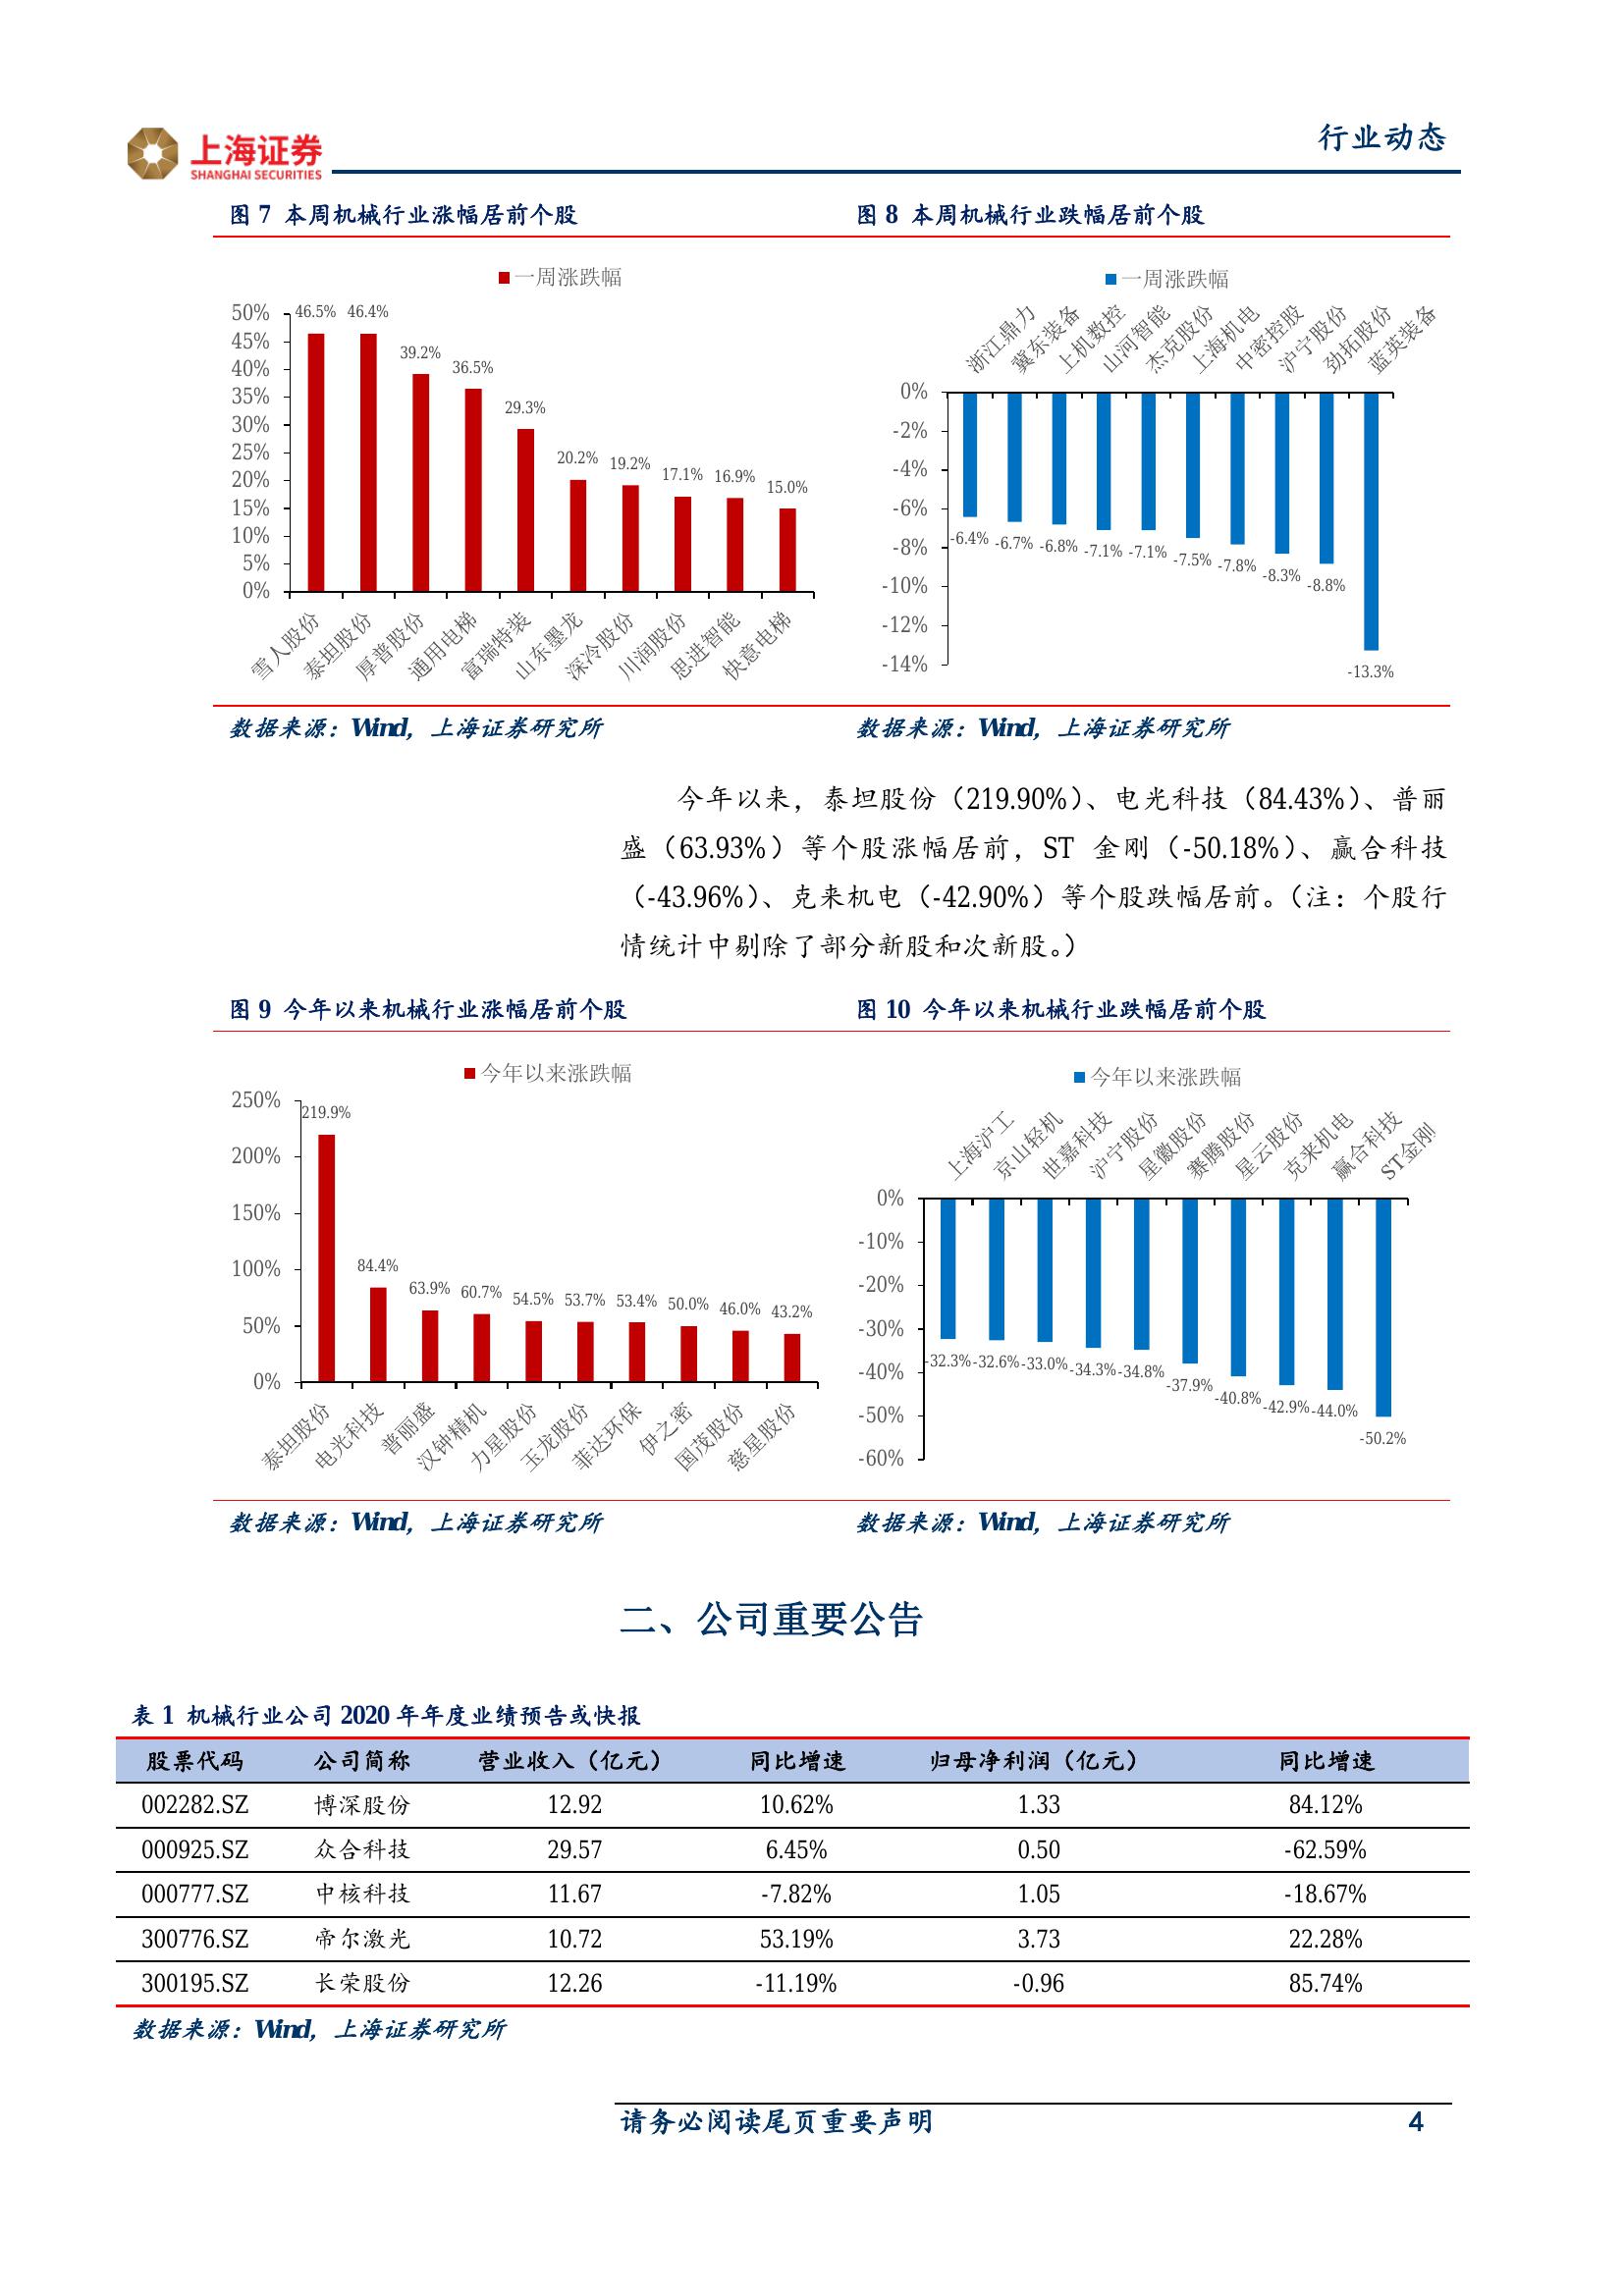 上海证券
SHANGHAI SECURITIES
行业动态
图 7 本周机械行业涨幅居前个股
一周涨跌幅
50%
45%
40%
35%
30%
25%
20%
15%
10%
5%
0%
46.5% 46.4% 39.2% 36.5% 29.3% 20.2% 19.2% 17.1% 16.9% 15.0%
雪人股份 泰坦股份 厚普股份 通用电梯 富瑞特装 山东墨龙 深冷股份 川润股份 思进智能 快意电梯
数据来源：Wind，上海证券研究所
图 8 本周机械行业跌幅居前个股
一周涨跌幅
浙江鼎力 冀东装备 上机数控 山河智能 杰克股份 上海机电 中密控股 沪宁股份 劲拓股份 蓝英装备
0%
-2%
-4%
-6%
-8%
-10%
-12%
-14%
-6.4% -6.7% -6.8% -7.1% -7.1% -7.5% -7.8% -8.3% -8.8% -13.3%
数据来源：Wind，上海证券研究所
今年以来，泰坦股份（219.90%）、电光科技（84.43%）、普丽
盛（63.93%）等个股涨幅居前，ST 金刚（-50.18%）、赢合科技
（-43.96%）、克来机电（-42.90%）等个股跌幅居前。（注：个股行
情统计中剔除了部分新股和次新股。）
图 9 今年以来机械行业涨幅居前个股
今年以来涨跌幅
250%
200%
150%
100%
50%
0%
219.9% 84.4% 63.9% 60.7% 54.5% 53.7% 53.4% 50.0% 46.0% 43.2%
泰坦股份 电光科技 普丽盛 汉钟精机 力星股份 玉龙股份 菲达环保 伊之密 国茂股份 慈星股份
数据来源：Wind，上海证券研究所
图 10 今年以来机械行业跌幅居前个股
今年以来涨跌幅
上海沪工 京山轻机 世嘉科技 沪宁股份 星徽股份 赛腾股份 星云股份 克来机电 赢合科技 ST金刚
0%
-10%
-20%
-30%
-40%
-50%
-60%
-32.3% -32.6% -33.0% -34.3% -34.8% -37.9% -40.8% -42.9% -44.0% -50.2%
数据来源：Wind，上海证券研究所
二、公司重要公告
表 1 机械行业公司 2020 年年度业绩预告或快报
股票代码 公司简称 营业收入（亿元） 同比增速 归母净利润（亿元） 同比增速
002282.SZ 博深股份 12.92 10.62% 1.33 84.12%
000925.SZ 众合科技 29.57 6.45% 0.50 -62.59%
000777.SZ 中核科技 11.67 -7.82% 1.05 -18.67%
300776.SZ 帝尔激光 10.72 53.19% 3.73 22.28%
300195.SZ 长荣股份 12.26 -11.19% -0.96 85.74%
数据来源：Wind，上海证券研究所
请务必阅读尾页重要声明 4